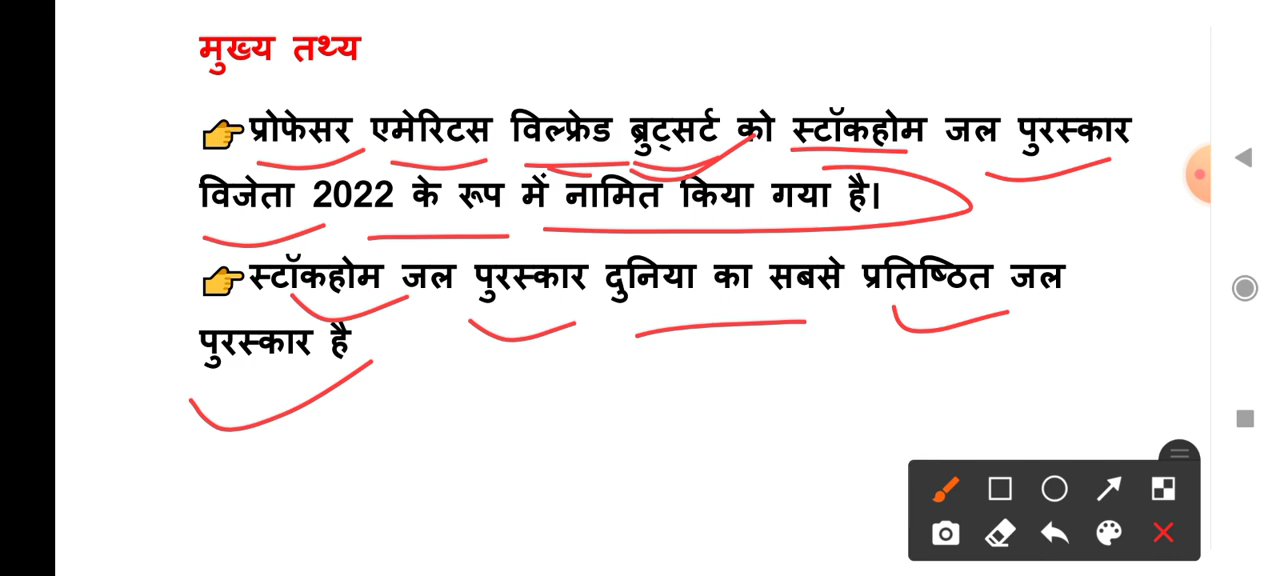 मुख्य तथ्य
👉प्रोफेसर एमेरिटस विल्फ्रेड ब्रुट्सर्ट को स्टॉकहोम जल पुरस्कार
विजेता 2022 के रूप में नामित किया गया है।
👉स्टॉकहोम जल पुरस्कार दुनिया का सबसे प्रतिष्ठित जल
पुरस्कार है